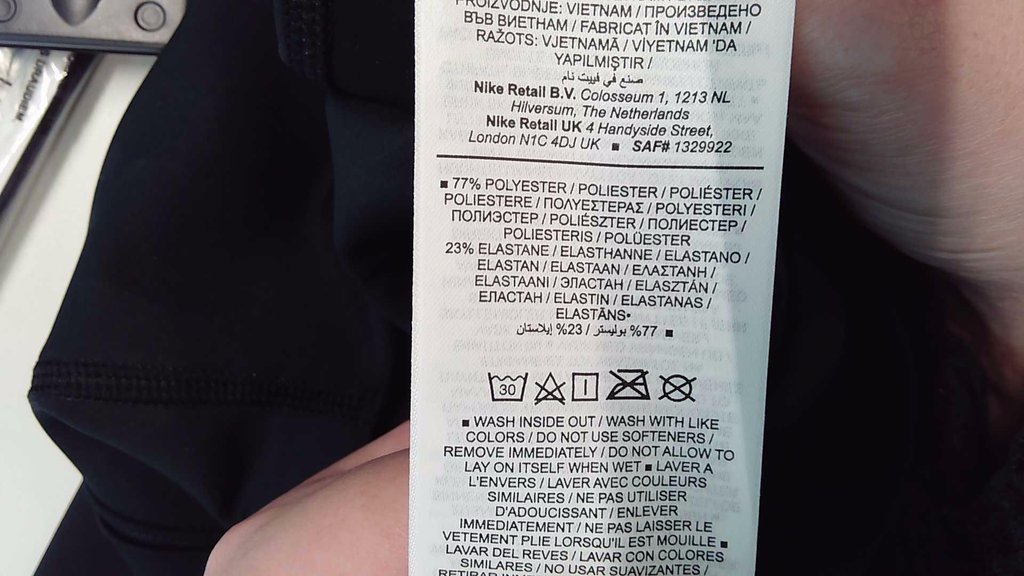 PROIZVODNJE: VIETNAM / ПРОИЗВЕДЕНО
ВЪВ ВИЕТНАМ / FABRICAT ÎN VIETNAM /
RAŽOTS: VJETNAMĀ / VİYETNAM 'DA
YAPILMIŞTIR /
صنع في فييت نام
Nike Retail B.V. Colosseum 1, 1213 NL
Hilversum, The Netherlands
Nike Retail UK 4 Handyside Street,
London N1C 4DJ UK ■ SAF# 1329922
■ 77% POLYESTER / POLIESTER / POLIÉSTER /
POLIESTERE / ΠΟΛΥΕΣΤΕΡΑΣ / POLYESTERI /
ПОЛИЭСТЕР / POLIÉSZTER / ПОЛИЕСТЕР /
POLIESTERIS / POLÜESTER
23% ELASTANE / ELASTHANNE / ELASTANO /
ELASTAN / ELASTAAN / ΕΛΑΣΤΑΝΗ /
ELASTAANI / ЭЛАСТАН / ELASZTÁN /
ЕЛАСТАН / ELASTIN / ELASTANAS /
ELASTĀNS•
■ 77% بوليستر / 23% إيلاستان
30
■ WASH INSIDE OUT / WASH WITH LIKE
COLORS / DO NOT USE SOFTENERS /
REMOVE IMMEDIATELY / DO NOT ALLOW TO
LAY ON ITSELF WHEN WET ■ LAVER A
L'ENVERS / LAVER AVEC COULEURS
SIMILAIRES / NE PAS UTILISER
D'ADOUCISSANT / ENLEVER
IMMEDIATEMENT / NE PAS LAISSER LE
VETEMENT PLIE LORSQU'IL EST MOUILLE ■
LAVAR DEL REVES / LAVAR CON COLORES
SIMILARES / NO USAR SUAVIZANTES /
RETIRAR